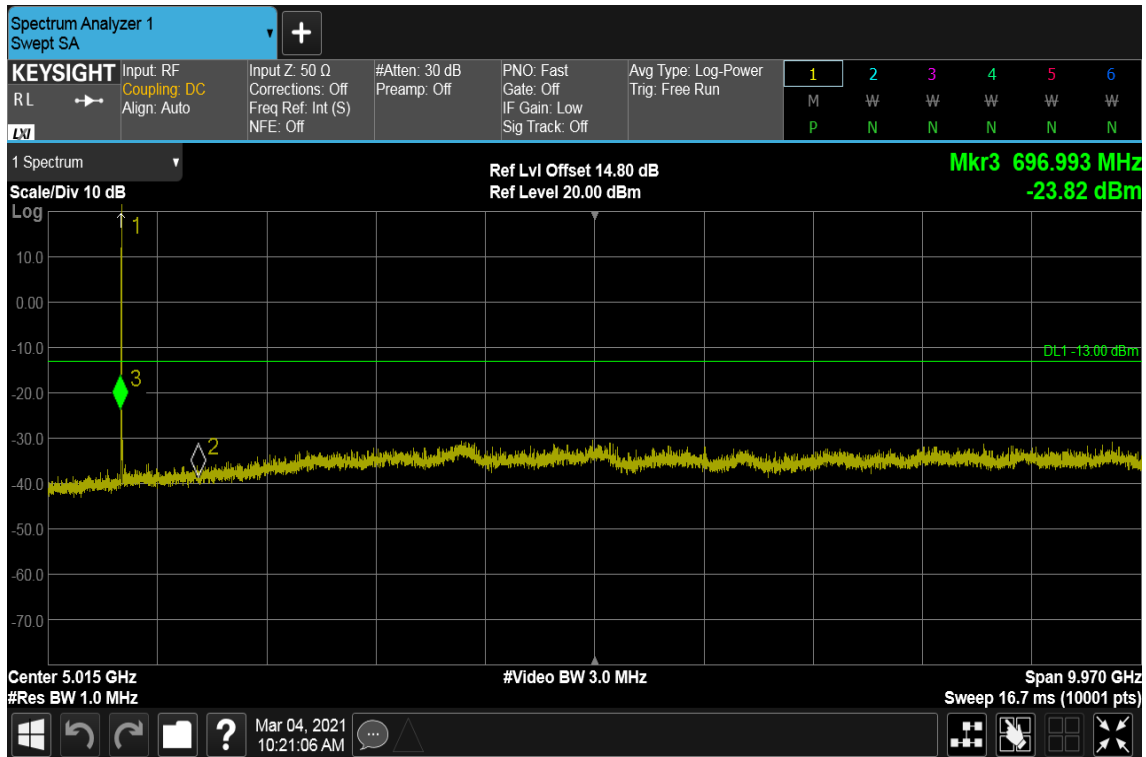 Spectrum Analyzer 1
Swept SA
+
KEYSIGHT
RL
LXI
Input: RF
Coupling: DC
Align: Auto
Input Z: 50 Ω
Corrections: Off
Freq Ref: Int (S)
NFE: Off
#Atten: 30 dB
Preamp: Off
PNO: Fast
Gate: Off
IF Gain: Low
Sig Track: Off
Avg Type: Log-Power
Trig: Free Run
1 2 3 4 5 6
M W W W W W
P N N N N N
1 Spectrum
Ref Lvl Offset 14.80 dB
Mkr3 696.993 MHz
Scale/Div 10 dB
Ref Level 20.00 dBm
-23.82 dBm
Log
1
10.0
0.00
-10.0
DL1 -13.00 dBm
3
-20.0
-30.0
2
-40.0
-50.0
-60.0
-70.0
Center 5.015 GHz
#Video BW 3.0 MHz
Span 9.970 GHz
#Res BW 1.0 MHz
Sweep 16.7 ms (10001 pts)
?
Mar 04, 2021
10:21:06 AM